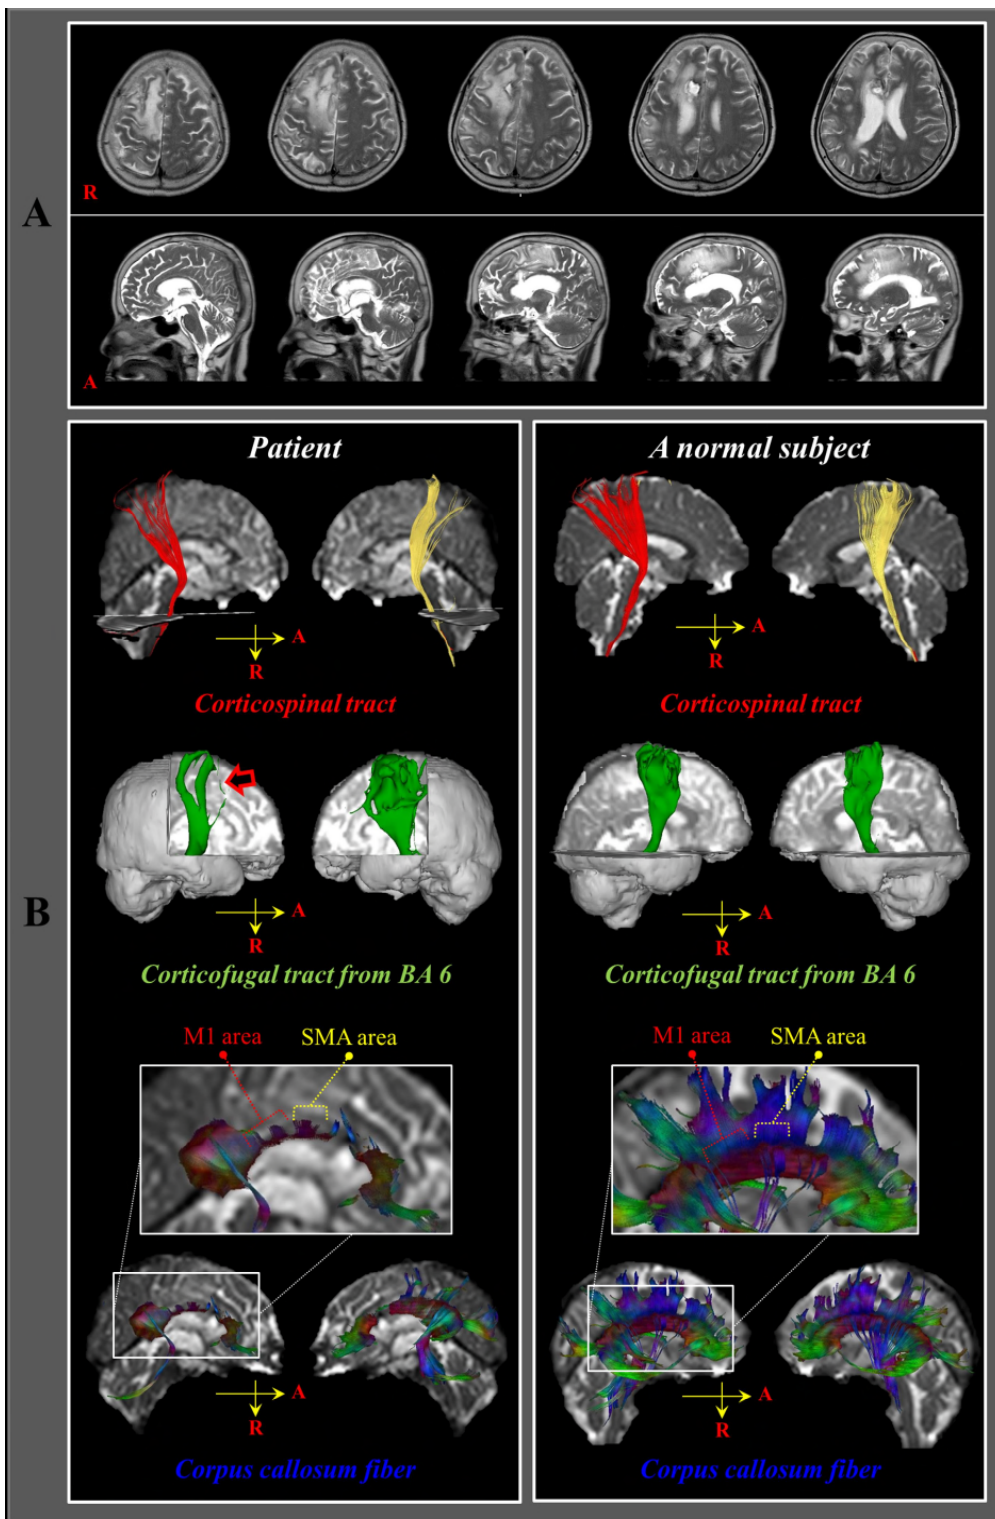 A
R
A
B
Patient
A normal subject
A
R
A
R
Corticospinal tract
Corticospinal tract
A
R
A
R
Corticofugal tract from BA 6
Corticofugal tract from BA 6
M1 area
SMA area
M1 area
SMA area
A
R
A
R
Corpus callosum fiber
Corpus callosum fiber